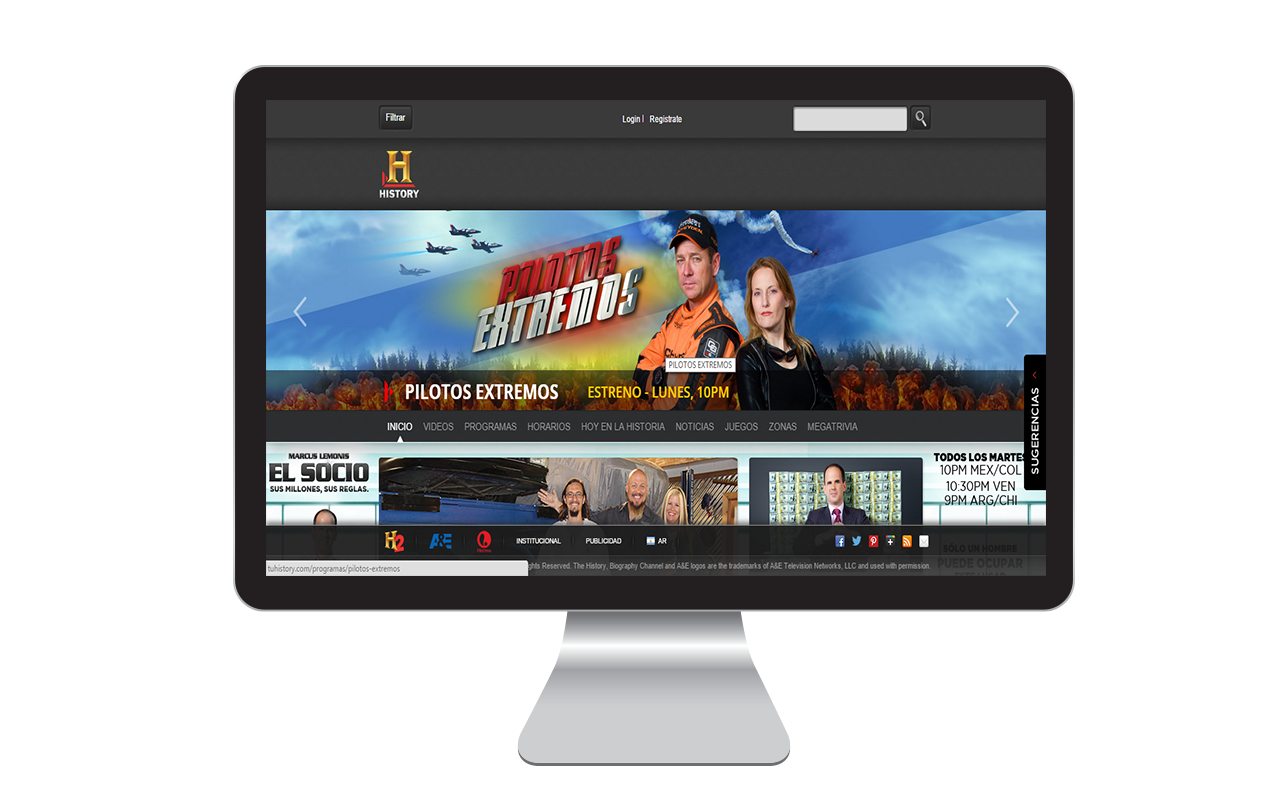 Filtrar
Login | Registrate
H
HISTORY
PILOTOS
EXTREMOS
PILOTOS EXTREMOS
PILOTOS EXTREMOS
ESTRENO - LUNES, 10PM
SUGERENCIAS
INICIO VIDEOS PROGRAMAS HORARIOS HOY EN LA HISTORIA NOTICIAS JUEGOS ZONAS MEGATRIVIA
MARCUS LEMONIS
EL SOCIO
SUS MILLONES, SUS REGLAS.
TODOS LOS MARTES
10PM MEX/COL
10:30PM VEN
9PM ARG/CHI
H2 A&E INSTITUCIONAL PUBLICIDAD AR
SÓLO UN HOMBRE
PUEDE OCUPAR
tuhistory.com/programas/pilotos-extremos
ghts Reserved. The History, Biography Channel and A&E logos are the trademarks of A&E Television Networks, LLC and used with permission.